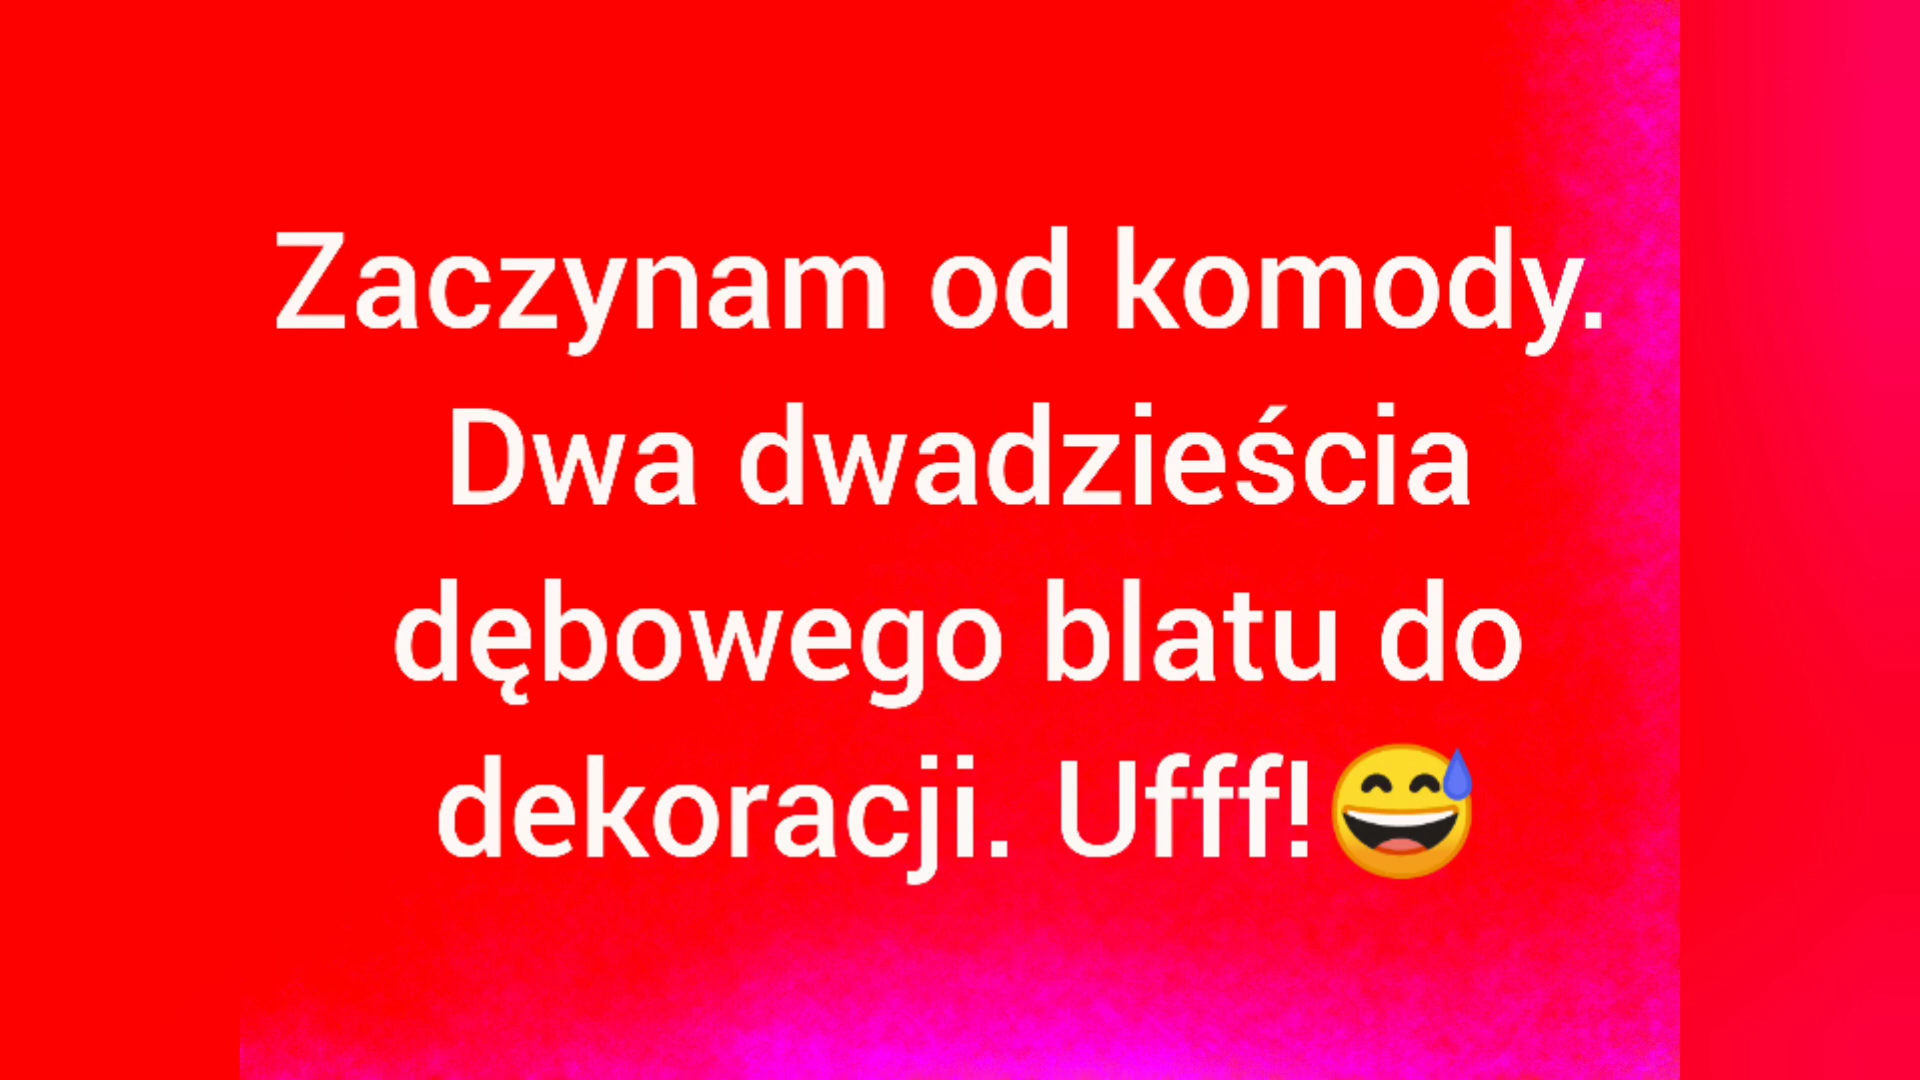 Zaczynam od komody.
Dwa dwadzieścia
dębowego blatu do
dekoracji. Ufff!😅